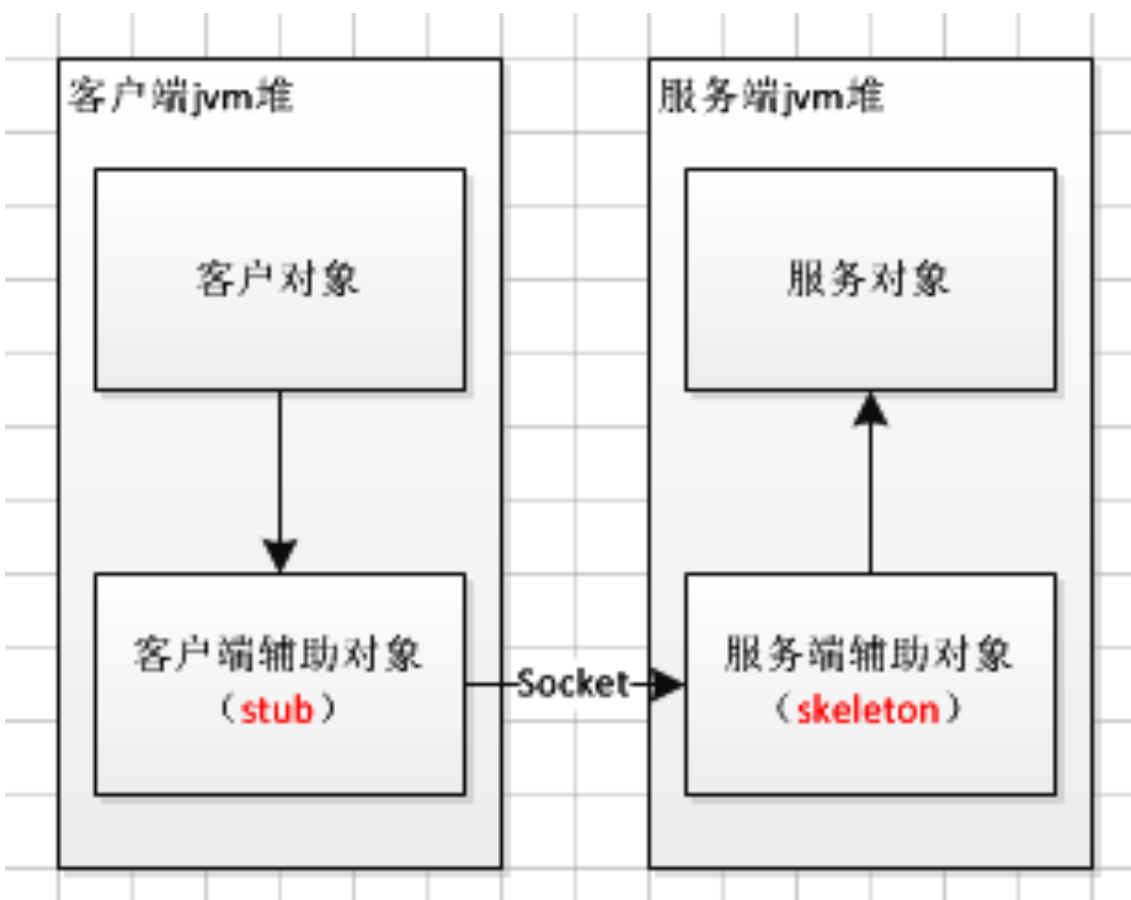 客户端jvm堆
客户对象
客户端辅助对象
（stub）
Socket
服务端jvm堆
服务对象
服务端辅助对象
（skeleton）